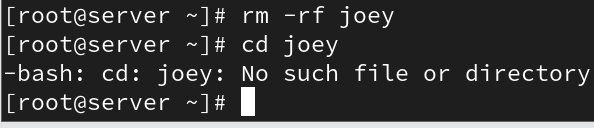 [root@server ~]# rm -rf joey
[root@server ~]# cd joey
-bash: cd: joey: No such file or directory
[root@server ~]#